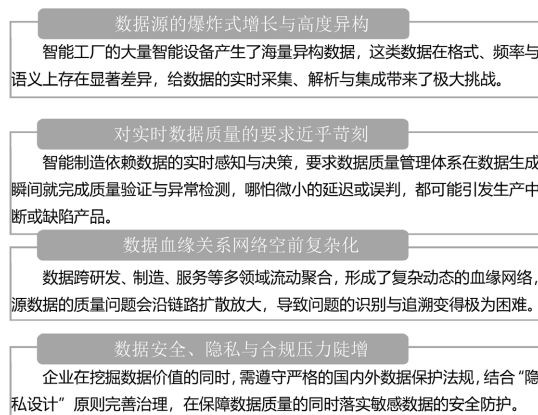 数据源的爆炸式增长与高度异构
智能工厂的大量智能设备产生了海量异构数据，这类数据在格式、频率与
语义上存在显著差异，给数据的实时采集、解析与集成带来了极大挑战。
对实时数据质量的要求近乎苛刻
智能制造依赖数据的实时感知与决策，要求数据质量管理体系在数据生成
瞬间就完成质量验证与异常检测，哪怕微小的延迟或误判，都可能引发生产中
断或缺陷产品。
数据血缘关系网络空前复杂化
数据跨研发、制造、服务等多领域流动聚合，形成了复杂动态的血缘网络，
源数据的质量问题会沿链路扩散放大，导致问题的识别与追溯变得极为困难。
数据安全、隐私与合规压力陡增
企业在挖掘数据价值的同时，需遵守严格的国内外数据保护法规，结合“隐
私设计”原则完善治理，在保障数据质量的同时落实敏感数据的安全防护。